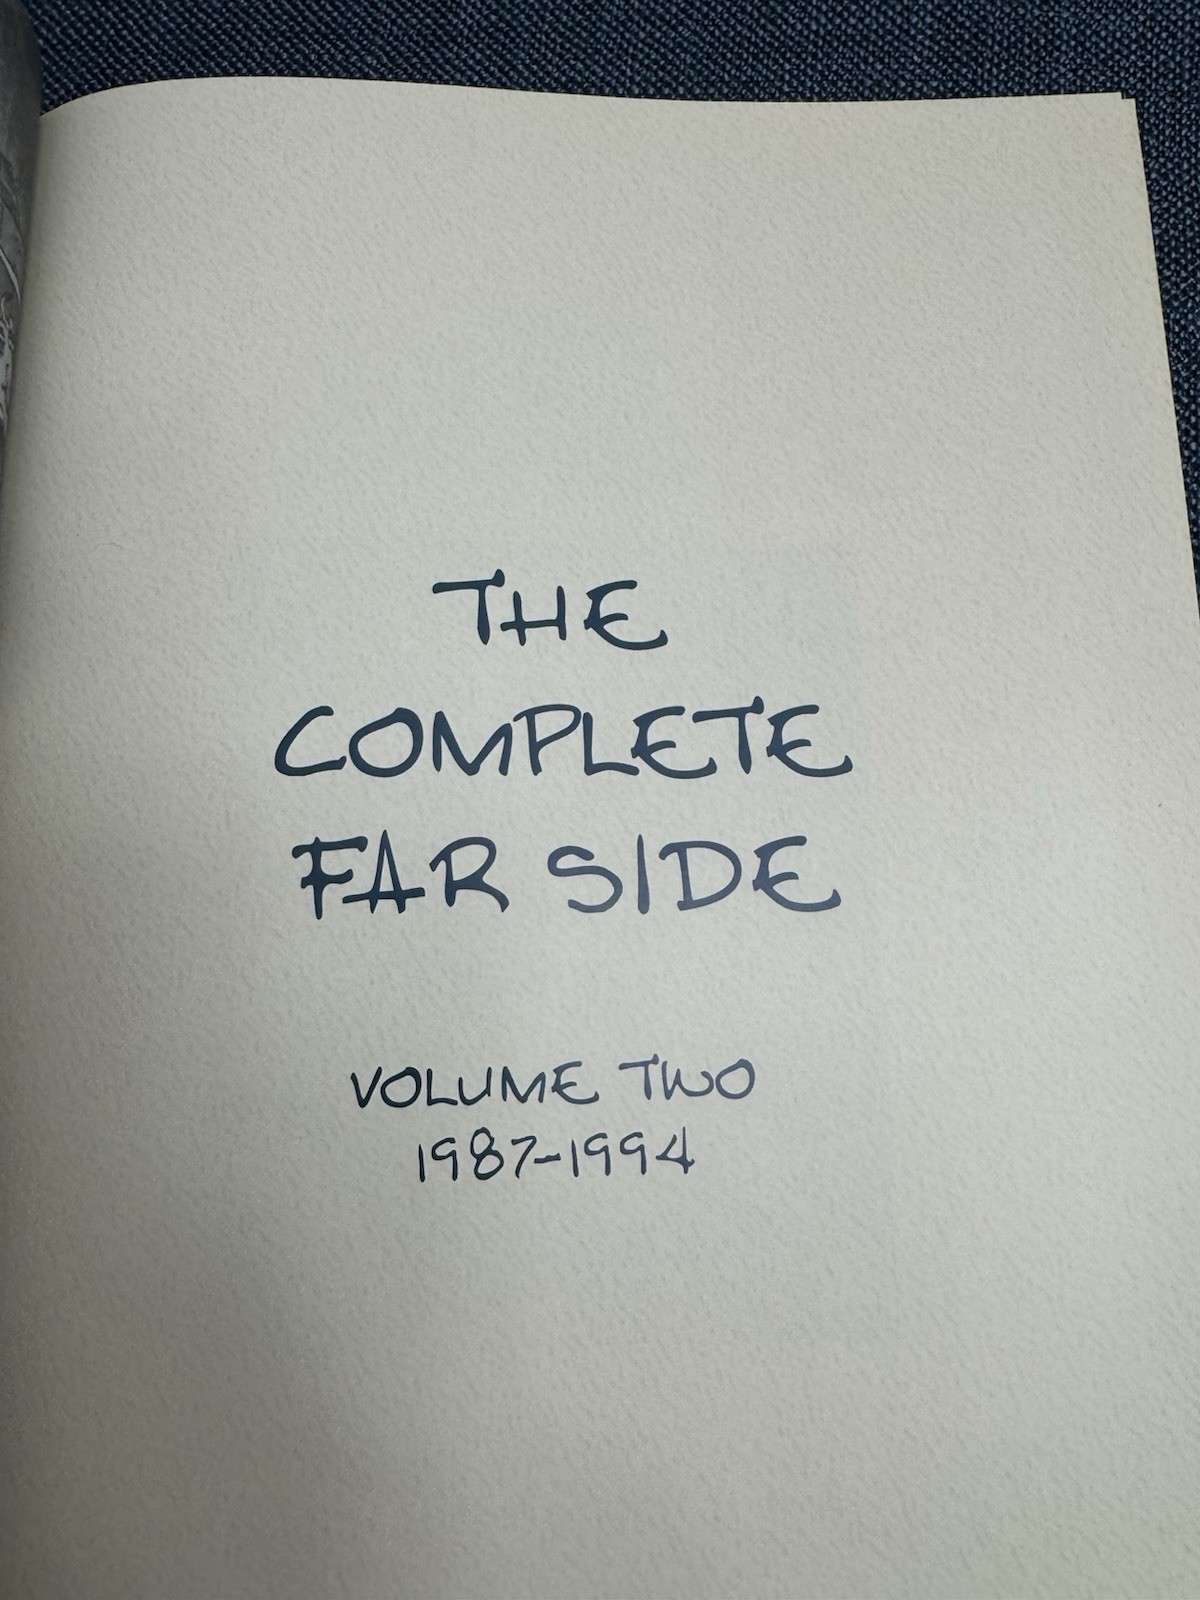 THE
COMPLETE
FAR SIDE
VOLUME TWO
1987-1994